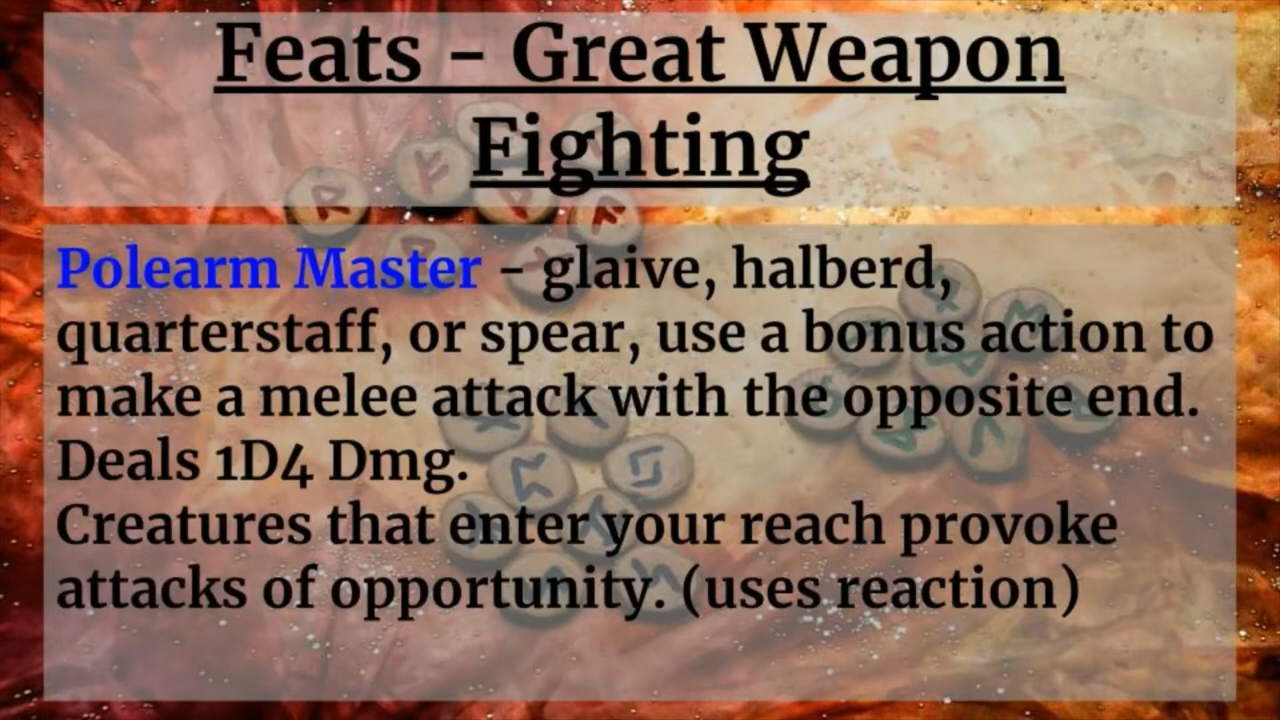 Feats - Great Weapon
Fighting
Polearm Master - glaive, halberd,
quarterstaff, or spear, use a bonus action to
make a melee attack with the opposite end.
Deals 1D4 Dmg.
Creatures that enter your reach provoke
attacks of opportunity. (uses reaction)